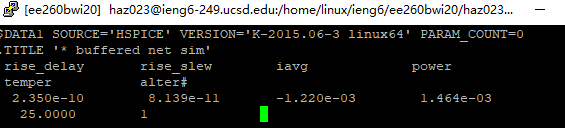 [ee260bwi20] haz023@ieng6-249.ucsd.edu:/home/linux/ieng6/ee260bwi20/haz023...
$DATA1 SOURCE='HSPICE' VERSION='K-2015.06-3 linux64' PARAM_COUNT=0
.TITLE '* buffered net sim'
rise_delay rise_slew iavg power
temper alter#
2.350e-10 8.139e-11 -1.220e-03 1.464e-03
25.0000 1